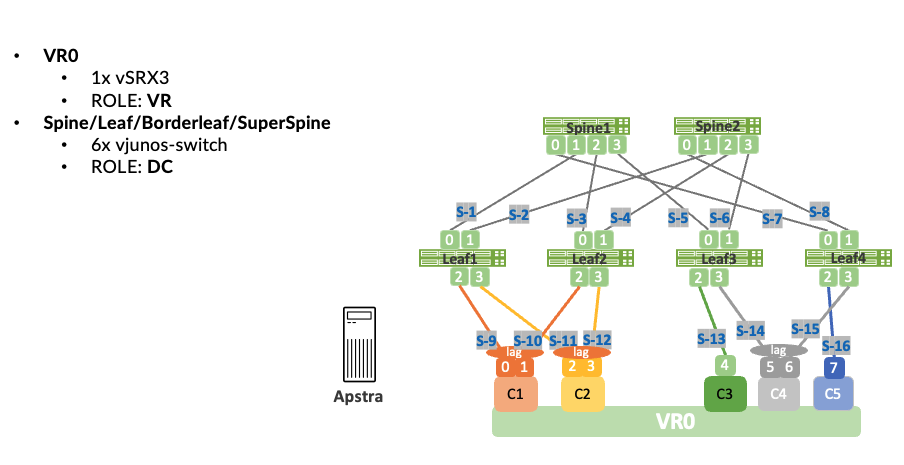 • VR0
• 1x vSRX3
• ROLE: VR
• Spine/Leaf/Borderleaf/SuperSpine
• 6x vjunos-switch
• ROLE: DC
Spine1 Spine2
0 1 2 3 0 1 2 3
S-1 S-2 S-3 S-4 S-5 S-6 S-7 S-8
0 1 0 1 0 1 0 1
Leaf1 Leaf2 Leaf3 Leaf4
2 3 2 3 2 3 2 3
S-9 S-10 S-11 S-12 S-13 S-14 S-15 S-16
lag lag lag
0 1 2 3 4 5 6 7
C1 C2 C3 C4 C5
Apstra
VR0